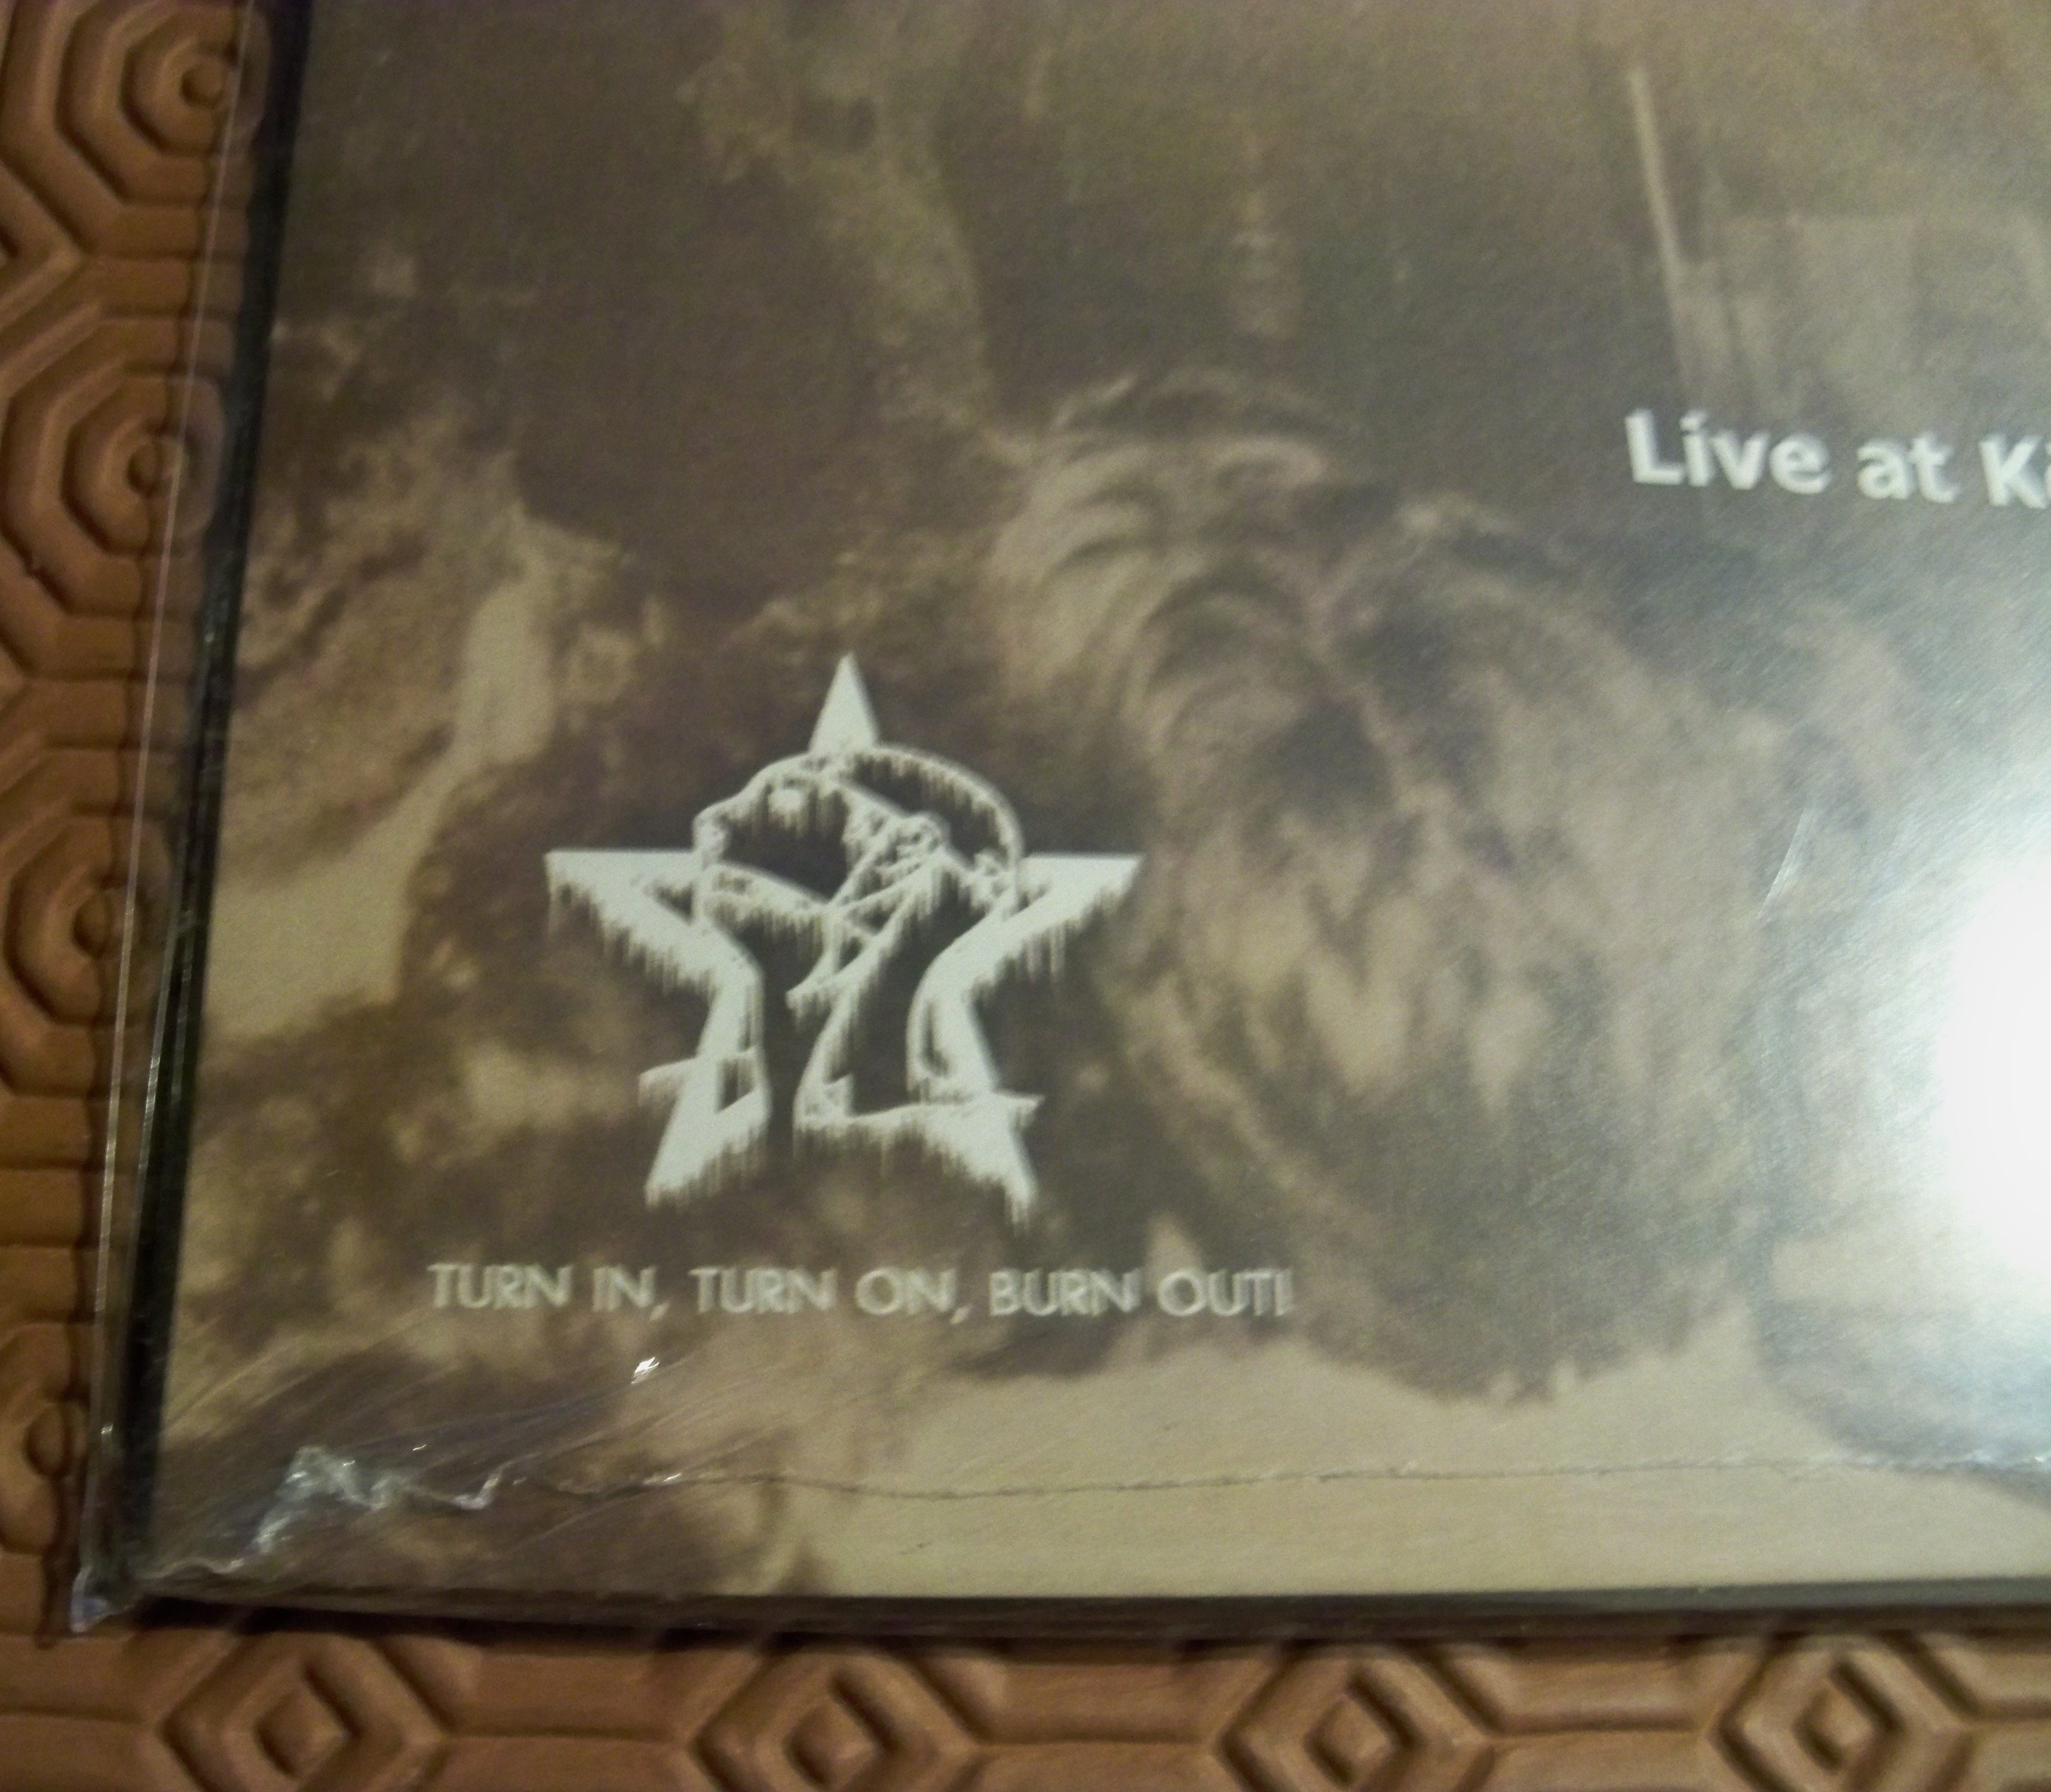 Live at
TURN IN, TURN ON, BURN OUT!